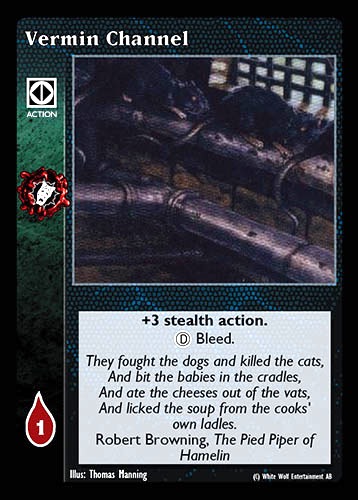 Vermin Channel
ACTION
+3 stealth action.
Ⓓ Bleed.
They fought the dogs and killed the cats,
And bit the babies in the cradles,
And ate the cheeses out of the vats,
And licked the soup from the cooks'
own ladles.
Robert Browning, The Pied Piper of
Hamelin
1
Illus: Thomas Manning
(C) White Wolf Entertainment AB